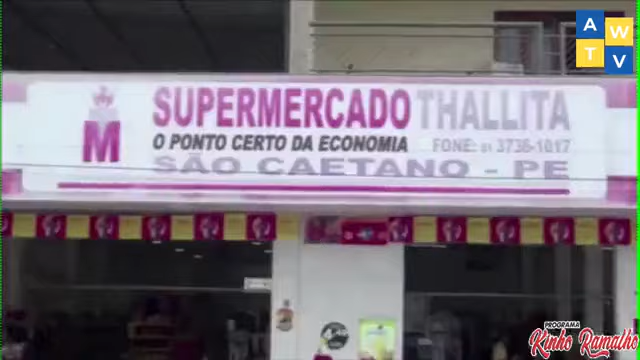 A W
T V
SUPERMERCADO THALLITA
M
O PONTO CERTO DA ECONOMIA FONE: 81 3736-1017
SÃO CAETANO - PE
PROGRAMA
Kinho Ramalho